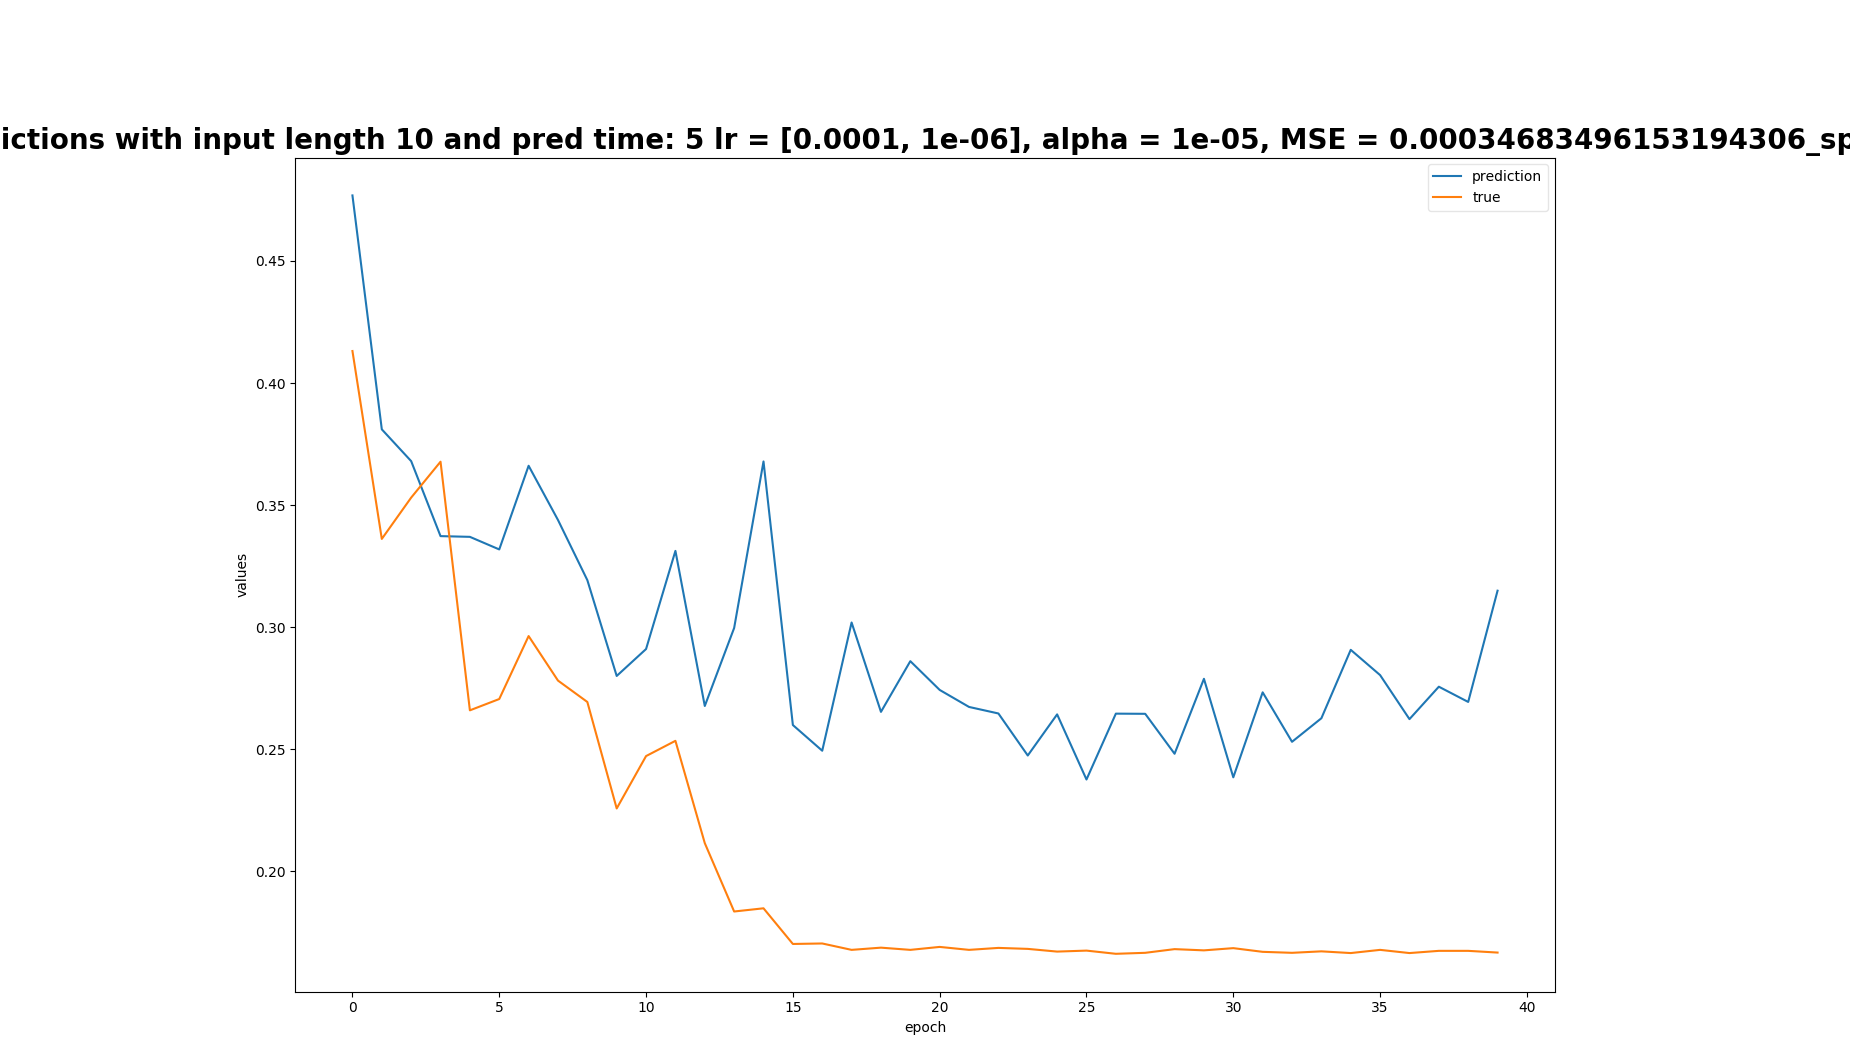 ictions with input length 10 and pred time: 5 lr = [0.0001, 1e-06], alpha = 1e-05, MSE = 0.00034683496153194306_sp
prediction
true
0.45
0.40
0.35
0.30
0.25
0.20
values
0 5 10 15 20 25 30 35 40
epoch